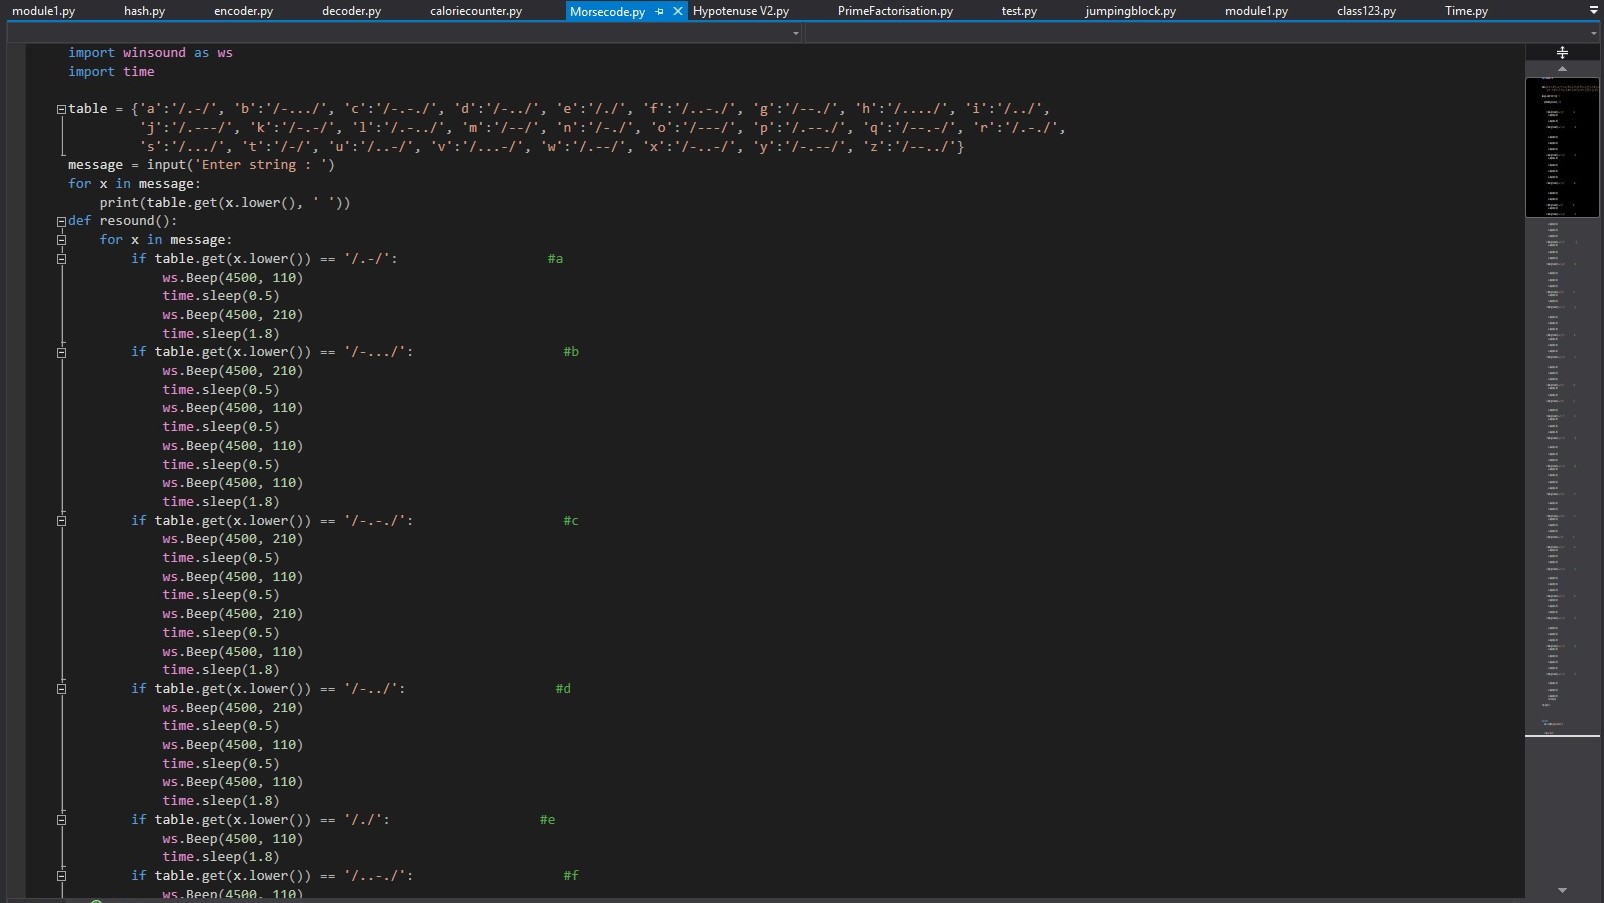 module1.py hash.py encoder.py decoder.py caloriecounter.py Morsecode.py Hypotenuse V2.py PrimeFactorisation.py test.py jumpingblock.py module1.py class123.py Time.py
import winsound as ws
import time
table = {'a':'/.-/', 'b':'/-.../', 'c':'/-.-./', 'd':'/-../', 'e':'/./', 'f':'/..-./', 'g':'/--./', 'h':'/..../', 'i':'/../',
'j':'/.---/', 'k':'/-.-/', 'l':'/.-../', 'm':'/--/', 'n':'/-./', 'o':'/---/', 'p':'/.--./', 'q':'/--.-/', 'r':'/.-./',
's':'/.../', 't':'/-/', 'u':'/..-/', 'v':'/...-/', 'w':'/.--/', 'x':'/-..-/', 'y':'/-.--/', 'z':'/--../'}
message = input('Enter string : ')
for x in message:
print(table.get(x.lower(), ' '))
def resound():
for x in message:
if table.get(x.lower()) == '/.-/': #a
ws.Beep(4500, 110)
time.sleep(0.5)
ws.Beep(4500, 210)
time.sleep(1.8)
if table.get(x.lower()) == '/-.../': #b
ws.Beep(4500, 210)
time.sleep(0.5)
ws.Beep(4500, 110)
time.sleep(0.5)
ws.Beep(4500, 110)
time.sleep(0.5)
ws.Beep(4500, 110)
time.sleep(1.8)
if table.get(x.lower()) == '/-.-./': #c
ws.Beep(4500, 210)
time.sleep(0.5)
ws.Beep(4500, 110)
time.sleep(0.5)
ws.Beep(4500, 210)
time.sleep(0.5)
ws.Beep(4500, 110)
time.sleep(1.8)
if table.get(x.lower()) == '/-../': #d
ws.Beep(4500, 210)
time.sleep(0.5)
ws.Beep(4500, 110)
time.sleep(0.5)
ws.Beep(4500, 110)
time.sleep(1.8)
if table.get(x.lower()) == '/./': #e
ws.Beep(4500, 110)
time.sleep(1.8)
if table.get(x.lower()) == '/..-./': #f
ws.Beep(4500, 110)